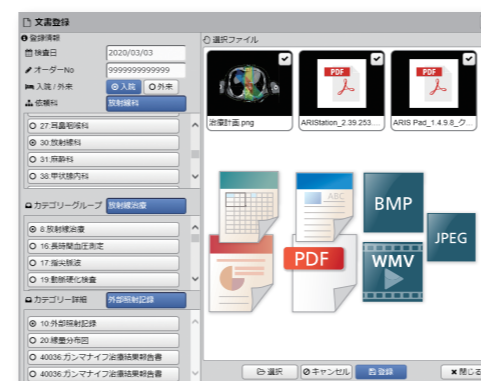 文書登録
登録情報
検査日 2020/03/03
オーダーNo 9999999999999
入院/外来 入院 外来
依頼科 放射線科
27.耳鼻咽喉科
30.放射線科
31.麻酔科
38.甲状腺内科
カテゴリーグループ 放射線治療
8.放射線治療
16.長時間血圧測定
17.指尖脈波
19.動脈硬化検査
カテゴリー詳細 外部照射記録
10.外部照射記録
20.線量分布図
40036.ガンマナイフ治療結果報告書
40036.ガンマナイフ治療結果報告書
選択ファイル
PDF
PDF
治療計画.png
ARIStation_2.39.253...
ARIS Pad_1.4.9.8_ク...
ABC
BMP
PDF
WMV
JPEG
選択
キャンセル
登録
閉じる